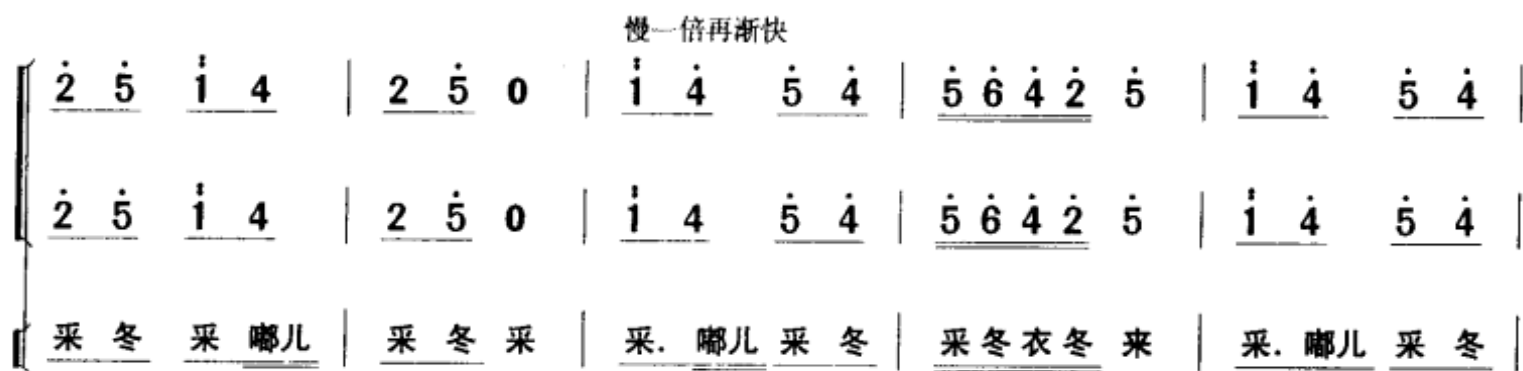 慢一倍再渐快
2̇ 5̇ 1̈ 4 | 2 5̇ 0 | 1̈ 4̇ 5̇ 4̇ | 5̇ 6̇ 4̇ 2̇ 5̇ | 1̈ 4̇ 5̇ 4̇ |
2̇ 5̇ 1̈ 4 | 2 5̇ 0 | 1̈ 4 5̇ 4̇ | 5̇ 6̇ 4̇ 2̇ 5̇ | 1̈ 4̇ 5̇ 4̇ |
采 冬 采 嘟儿 | 采 冬 采 | 采. 嘟儿 采 冬 | 采 冬 衣 冬 来 | 采. 嘟儿 采 冬 |